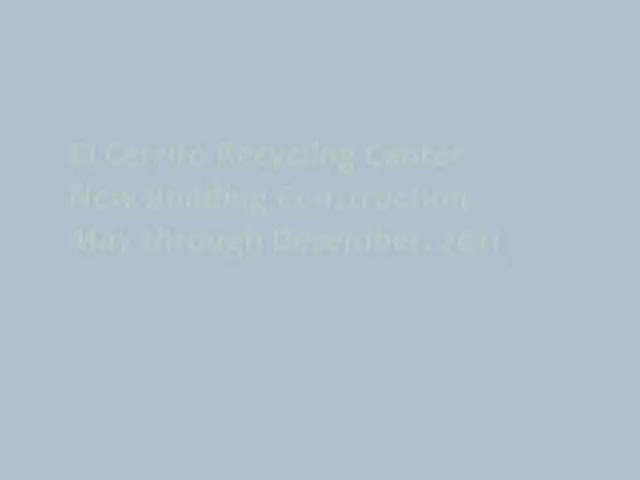 El Cerrito Recycling Center
New Building Construction
May through December, 2011